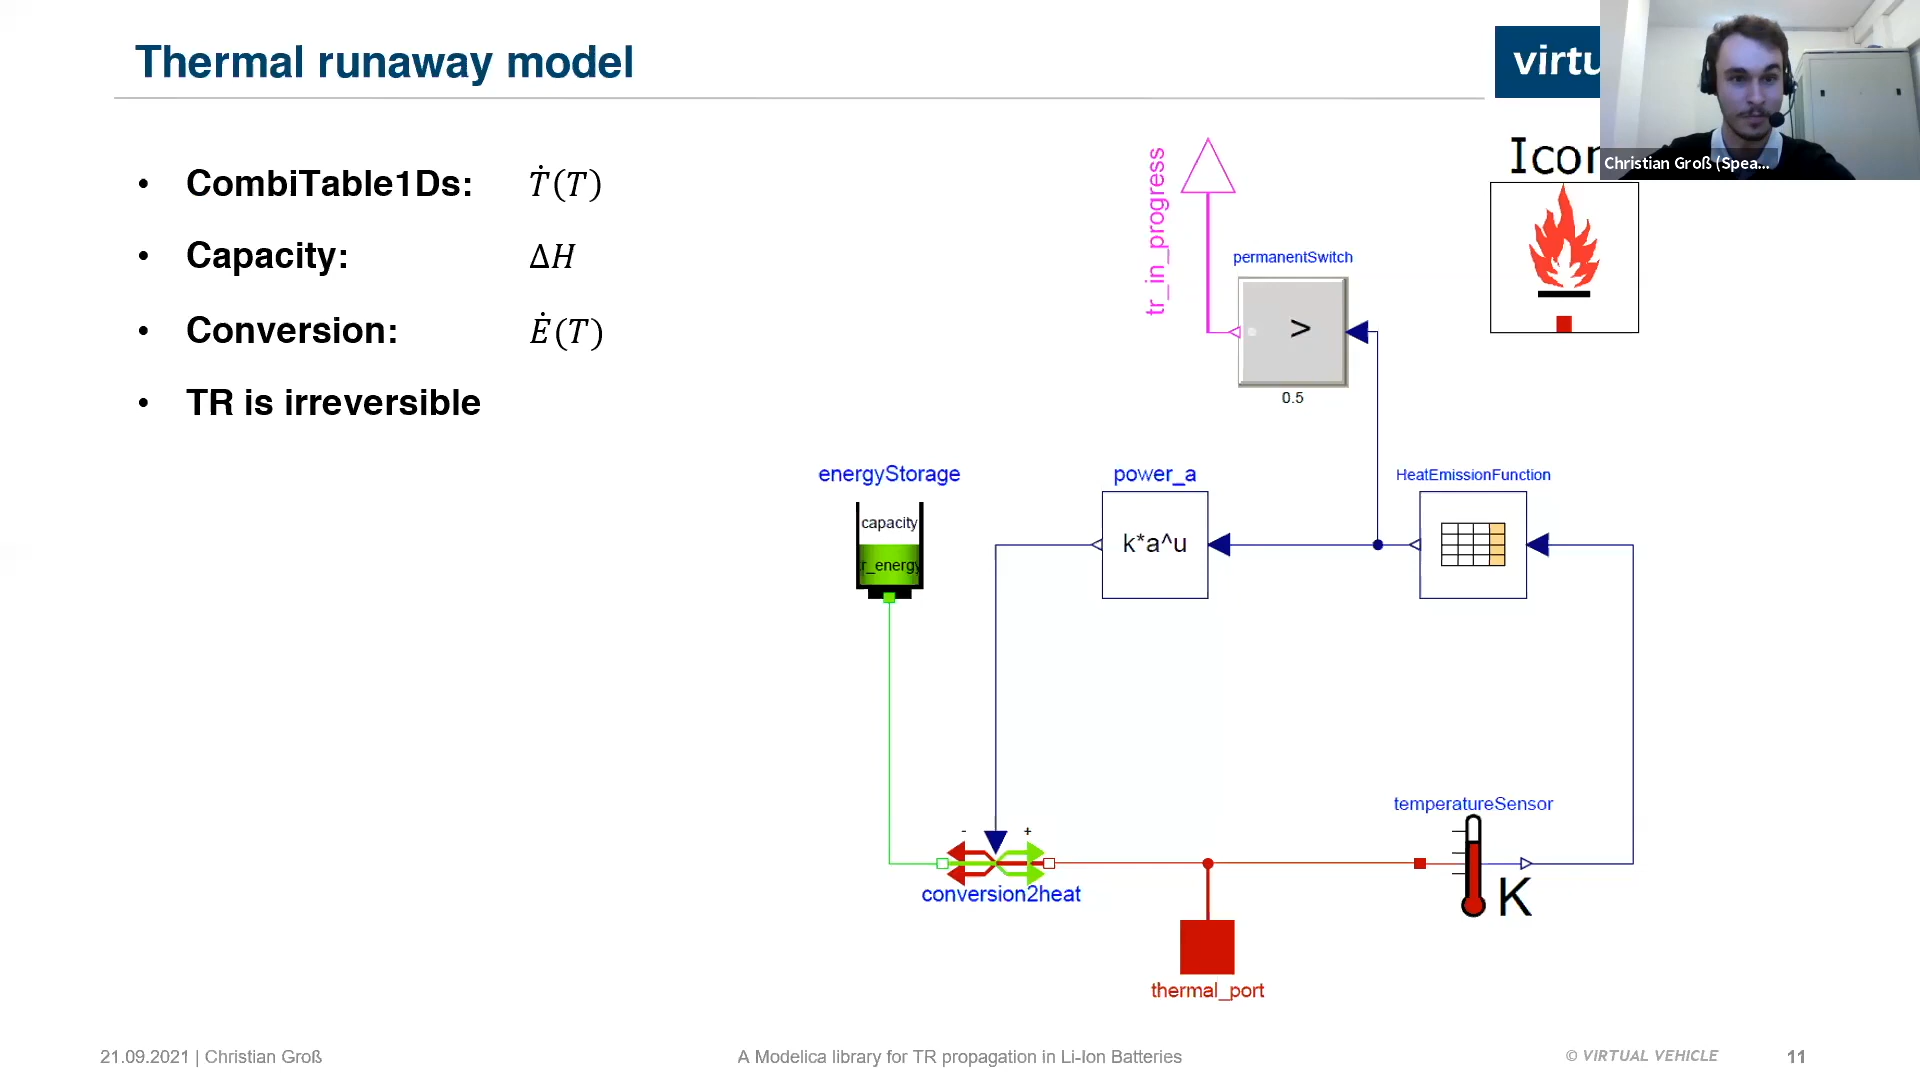 Thermal runaway model
virtu
Christian Groß (Spea...
• CombiTable1Ds: Ṫ(T)
• Capacity: ΔH
• Conversion: Ė(T)
• TR is irreversible
Icon
tr_in_progress
permanentSwitch
>
0.5
energyStorage
capacity
r_energy
power_a
k*a^u
HeatEmissionFunction
temperatureSensor
K
- +
conversion2heat
thermal_port
21.09.2021 | Christian Groß
A Modelica library for TR propagation in Li-Ion Batteries
© VIRTUAL VEHICLE
11